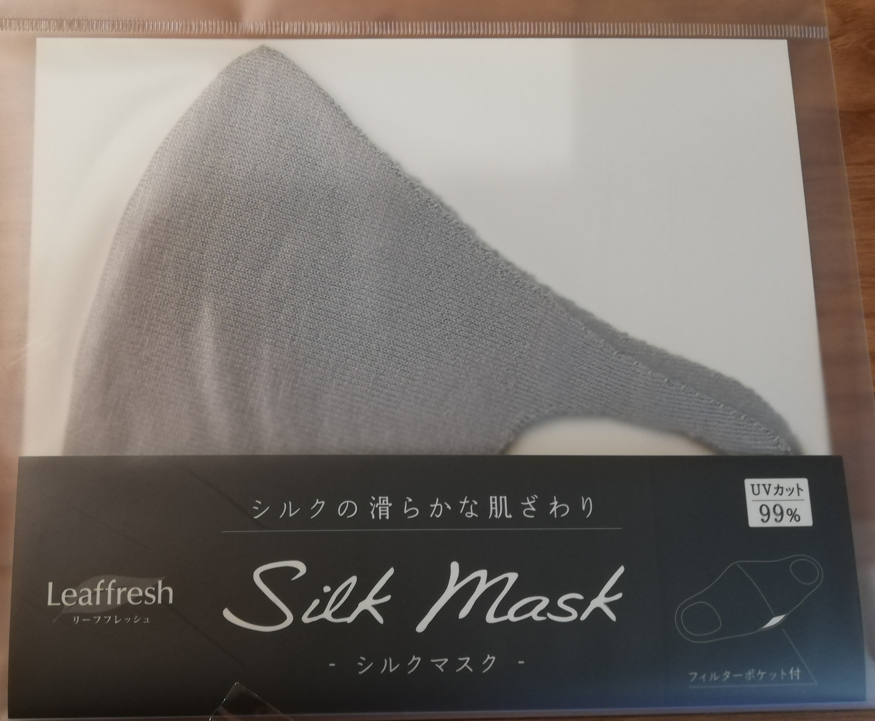 シルクの滑らかな肌ざわり
UVカット
99%
Leaffresh
リーフフレッシュ
Silk Mask
- シルクマスク -
フィルターポケット付